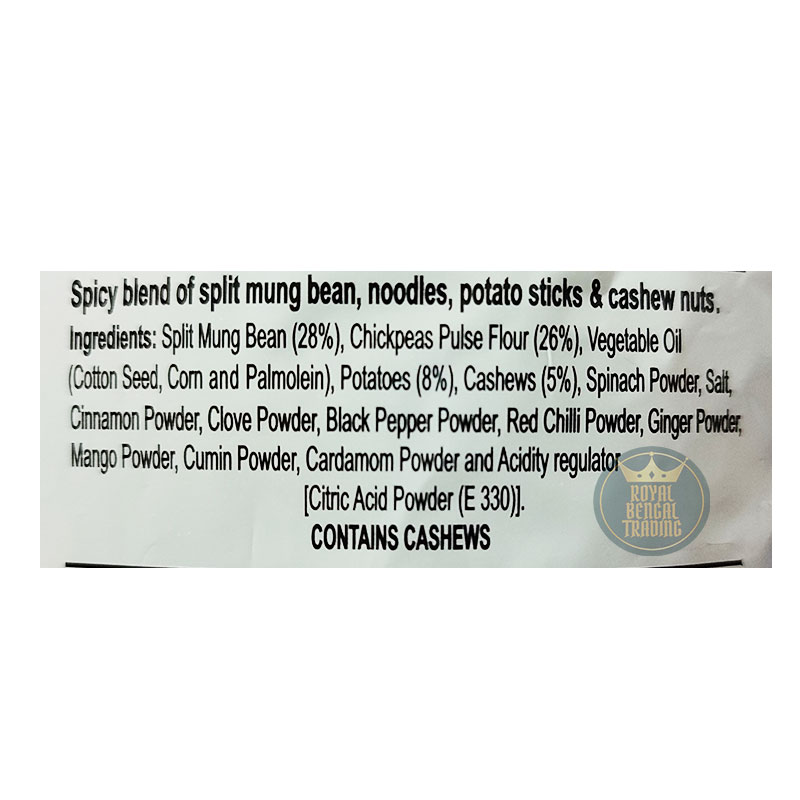 Spicy blend of split mung bean, noodles, potato sticks & cashew nuts.
Ingredients: Split Mung Bean (28%), Chickpeas Pulse Flour (26%), Vegetable Oil
(Cotton Seed, Corn and Palmolein), Potatoes (8%), Cashews (5%), Spinach Powder, Salt,
Cinnamon Powder, Clove Powder, Black Pepper Powder, Red Chilli Powder, Ginger Powder,
Mango Powder, Cumin Powder, Cardamom Powder and Acidity regulator
[Citric Acid Powder (E 330)].
CONTAINS CASHEWS
ROYAL
BENGAL
TRADING